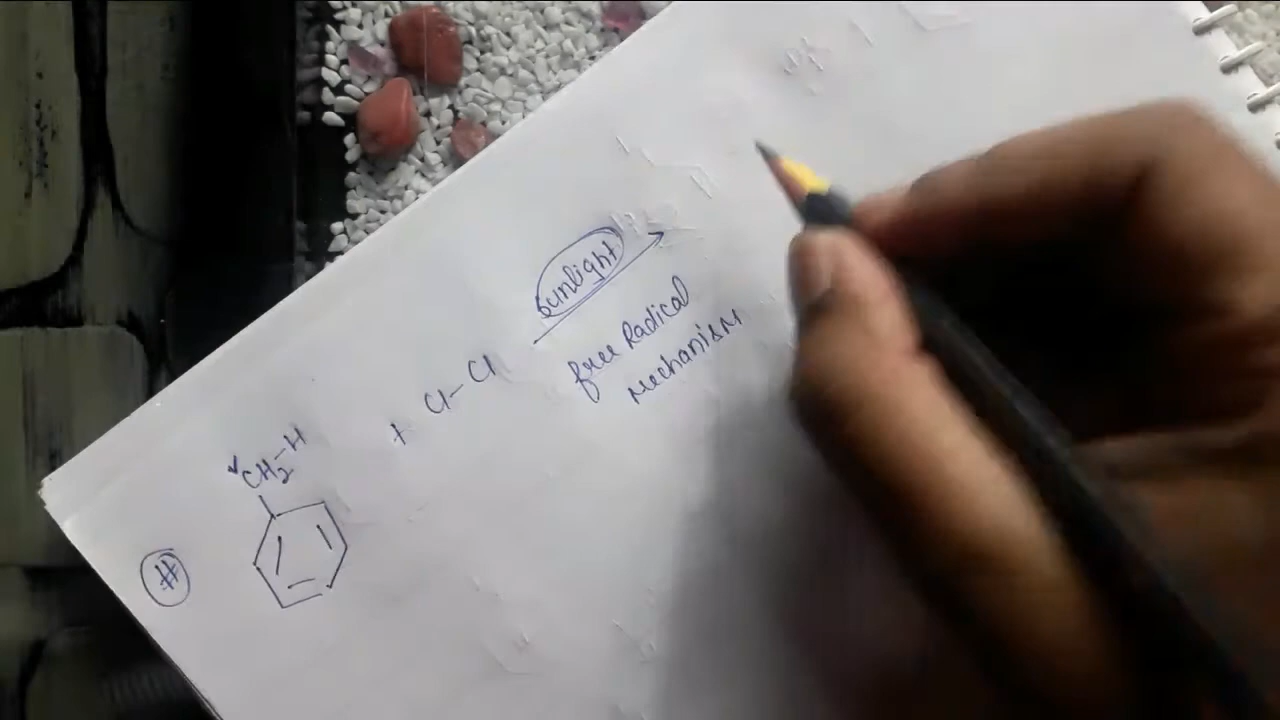 #
CH2-H
+ Cl-Cl
Sunlight
free Radical
Mechanism